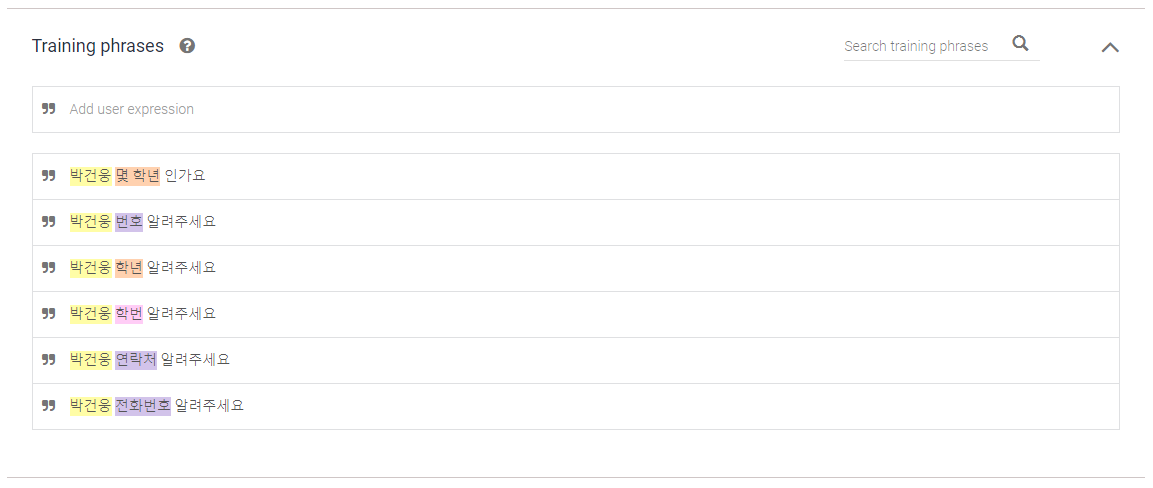 Training phrases ?
Search training phrases
Add user expression
박건웅 몇 학년 인가요
박건웅 번호 알려주세요
박건웅 학년 알려주세요
박건웅 학번 알려주세요
박건웅 연락처 알려주세요
박건웅 전화번호 알려주세요